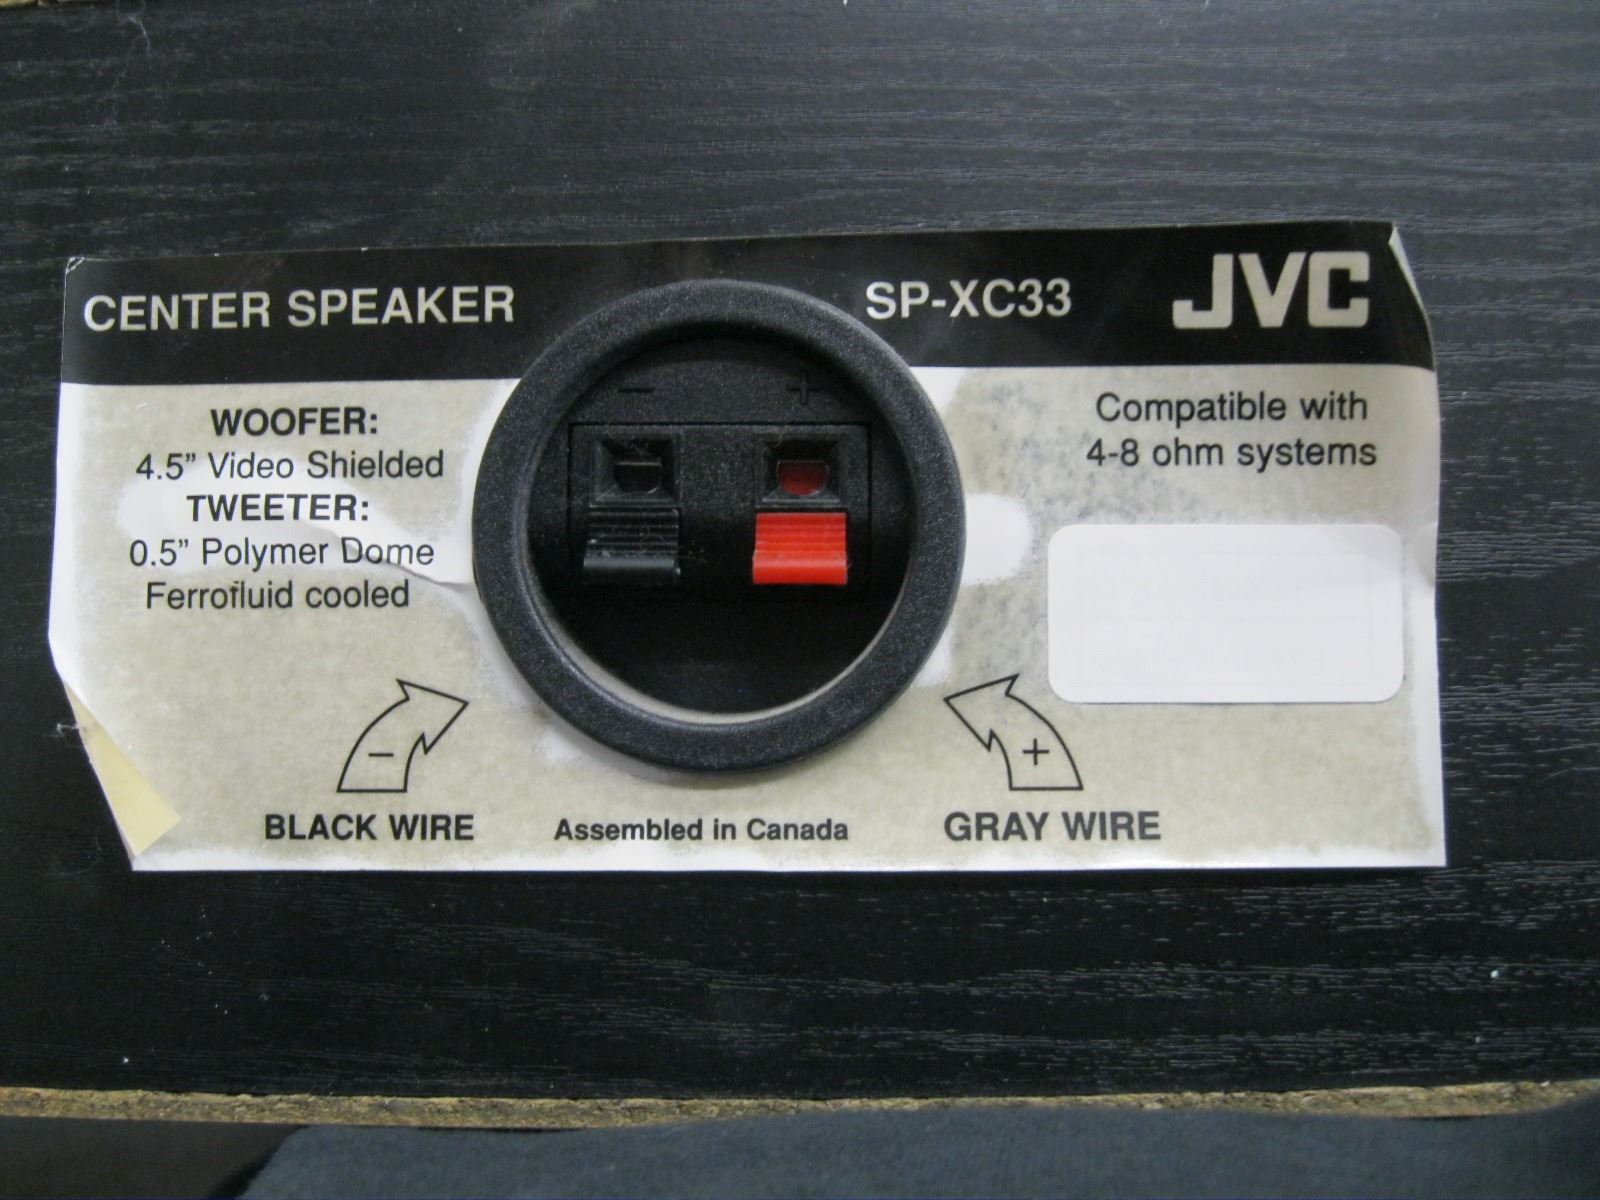 CENTER SPEAKER
SP-XC33
JVC
WOOFER:
4.5” Video Shielded
TWEETER:
0.5” Polymer Dome
Ferrofluid cooled
− +
Compatible with
4-8 ohm systems
−
BLACK WIRE
Assembled in Canada
+
GRAY WIRE